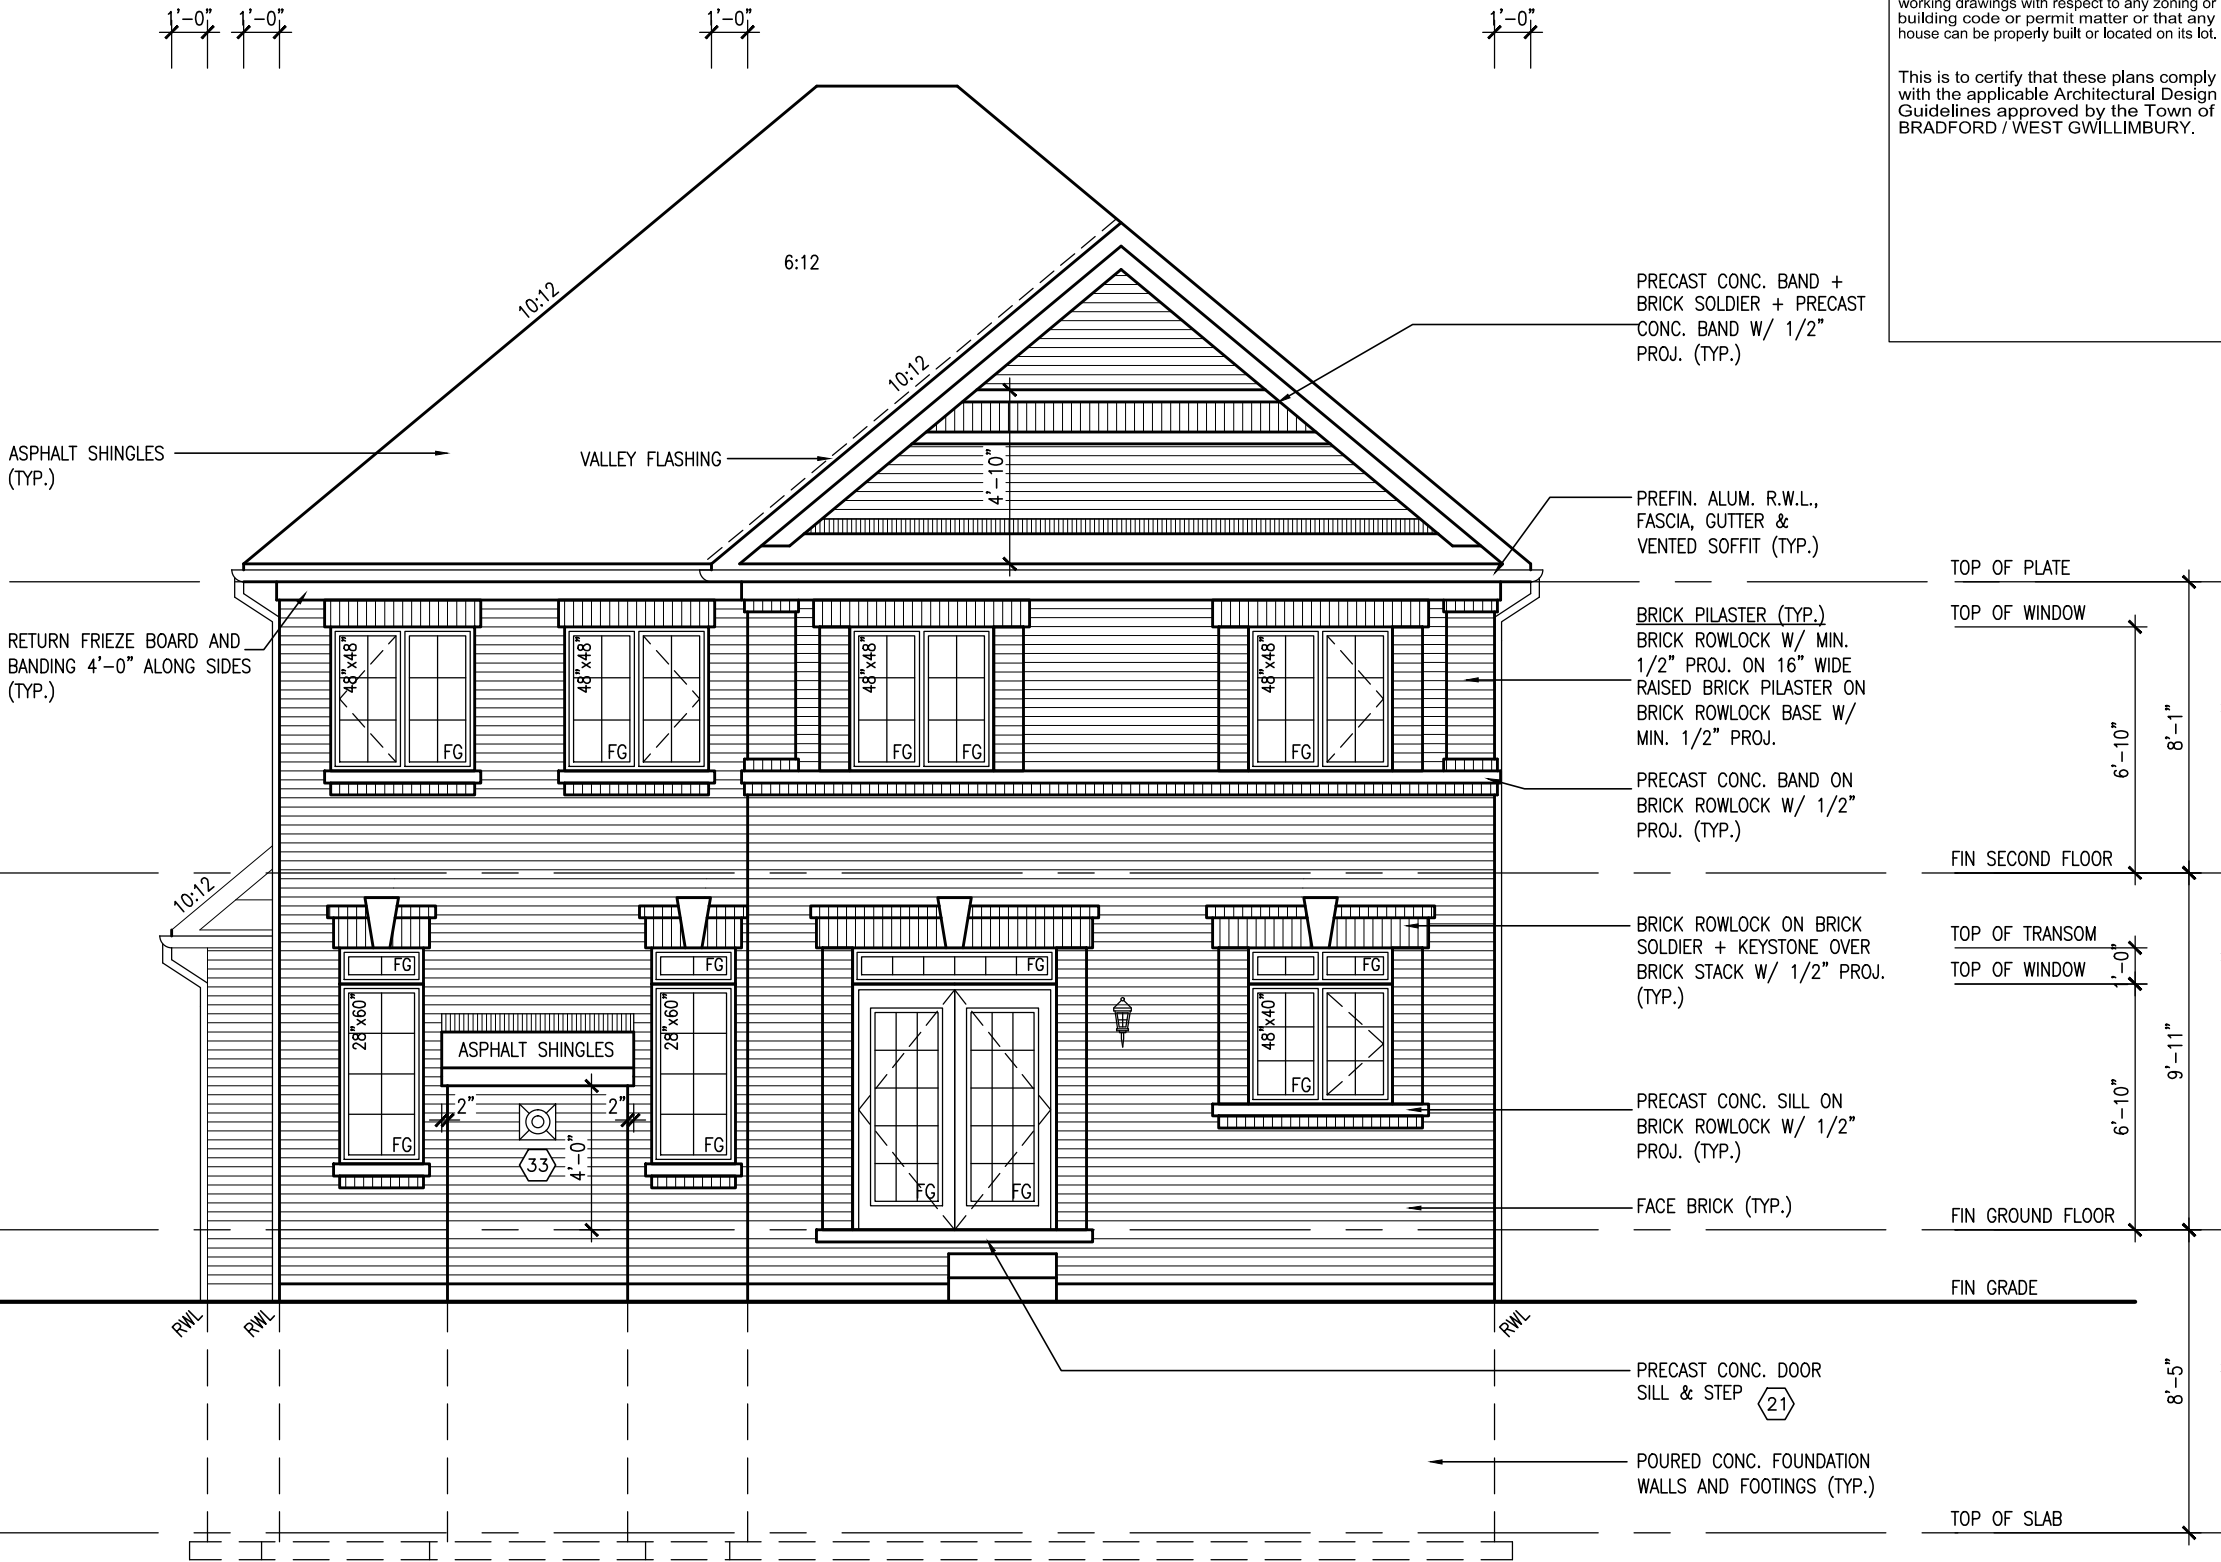 1'-0" 1'-0" 1'-0" 1'-0"
working drawings with respect to any zoning or
building code or permit matter or that any
house can be properly built or located on its lot.
This is to certify that these plans comply
with the applicable Architectural Design
Guidelines approved by the Town of
BRADFORD / WEST GWILLIMBURY.
6:12
10:12
10:12
PRECAST CONC. BAND +
BRICK SOLDIER + PRECAST
CONC. BAND W/ 1/2"
PROJ. (TYP.)
ASPHALT SHINGLES
(TYP.)
VALLEY FLASHING
4'-10"
PREFIN. ALUM. R.W.L.,
FASCIA, GUTTER &
VENTED SOFFIT (TYP.)
TOP OF PLATE
TOP OF WINDOW
RETURN FRIEZE BOARD AND
BANDING 4'-0" ALONG SIDES
(TYP.)
48"x48"
FG
48"x48"
FG
48"x48"
FG FG
48"x48"
FG
BRICK PILASTER (TYP.)
BRICK ROWLOCK W/ MIN.
1/2" PROJ. ON 16" WIDE
RAISED BRICK PILASTER ON
BRICK ROWLOCK BASE W/
MIN. 1/2" PROJ.
6'-10"
8'-1"
PRECAST CONC. BAND ON
BRICK ROWLOCK W/ 1/2"
PROJ. (TYP.)
FIN SECOND FLOOR
10:12
BRICK ROWLOCK ON BRICK
SOLDIER + KEYSTONE OVER
BRICK STACK W/ 1/2" PROJ.
(TYP.)
TOP OF TRANSOM
TOP OF WINDOW
1'-0"
FG
28"x60"
FG
FG
28"x60"
FG
FG
FG FG
FG
48"x40"
FG
ASPHALT SHINGLES
2" 2"
33
4'-0"
9'-11"
6'-10"
PRECAST CONC. SILL ON
BRICK ROWLOCK W/ 1/2"
PROJ. (TYP.)
FACE BRICK (TYP.)
FIN GROUND FLOOR
FIN GRADE
RWL RWL RWL
PRECAST CONC. DOOR
SILL & STEP 21
8'-5"
POURED CONC. FOUNDATION
WALLS AND FOOTINGS (TYP.)
TOP OF SLAB